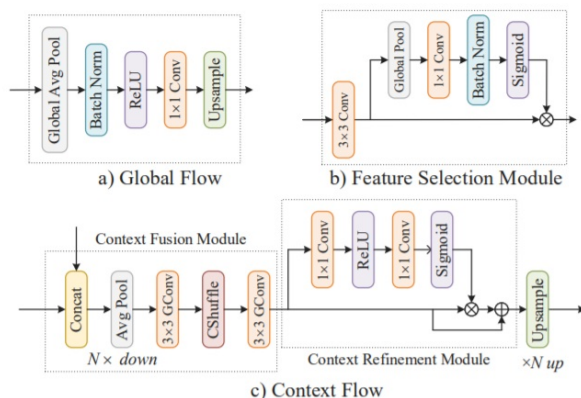 Global Avg Pool
Batch Norm
ReLU
1×1 Conv
Upsample
a) Global Flow
3×3 Conv
Global Pool
1×1 Conv
Batch Norm
Sigmoid
b) Feature Selection Module
Context Fusion Module
Concat
Avg Pool
3×3 GConv
CShuffle
3×3 GConv
N × down
1×1 Conv
ReLU
1×1 Conv
Sigmoid
Context Refinement Module
Upsample
×N up
c) Context Flow